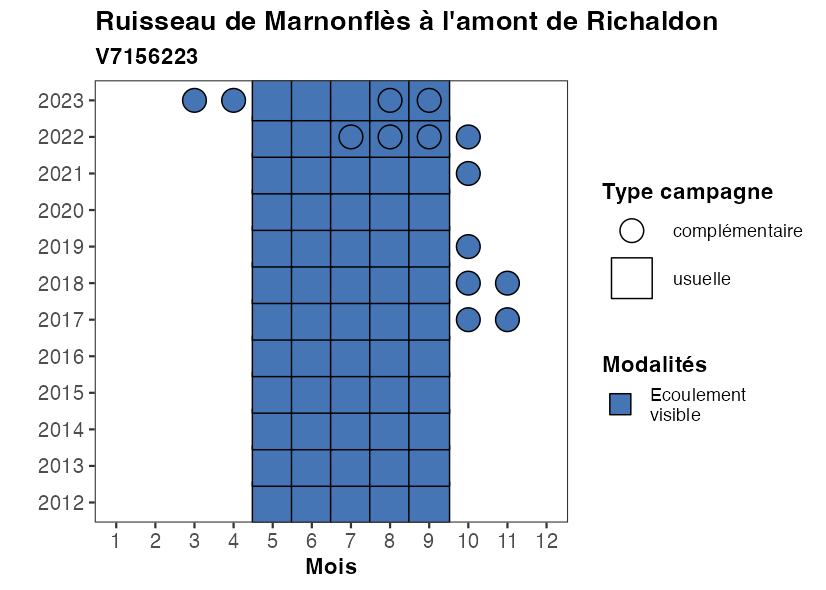 Ruisseau de Marnonflès à l'amont de Richaldon
V7156223
2023
2022
2021
2020
2019
2018
2017
2016
2015
2014
2013
2012
1 2 3 4 5 6 7 8 9 10 11 12
Mois
Type campagne
complémentaire
usuelle
Modalités
Ecoulement
visible